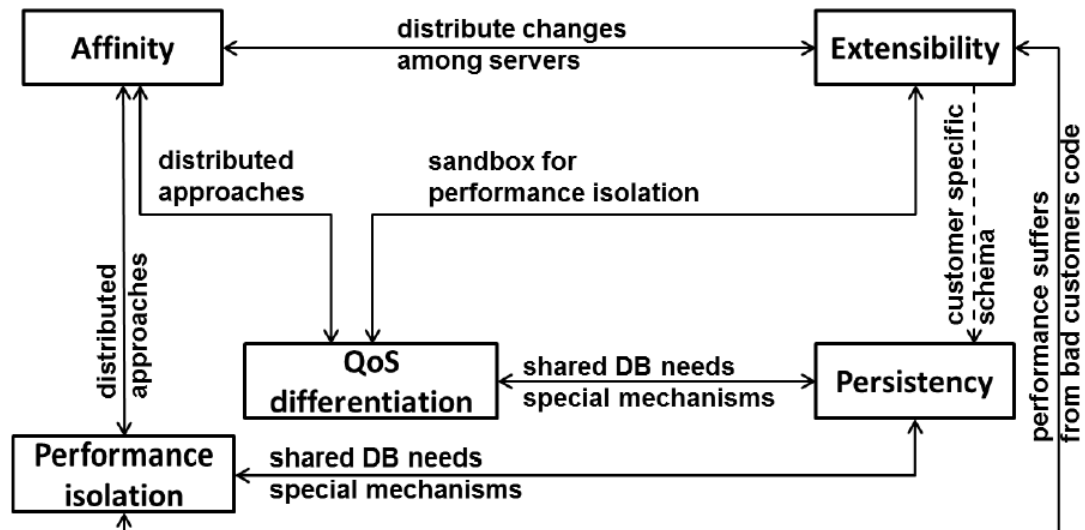 Affinity
distribute changes
among servers
Extensibility
distributed
approaches
sandbox for
performance isolation
customer specific
schema
performance suffers
from bad customers code
distributed
approaches
QoS
differentiation
shared DB needs
special mechanisms
Persistency
Performance
isolation
shared DB needs
special mechanisms